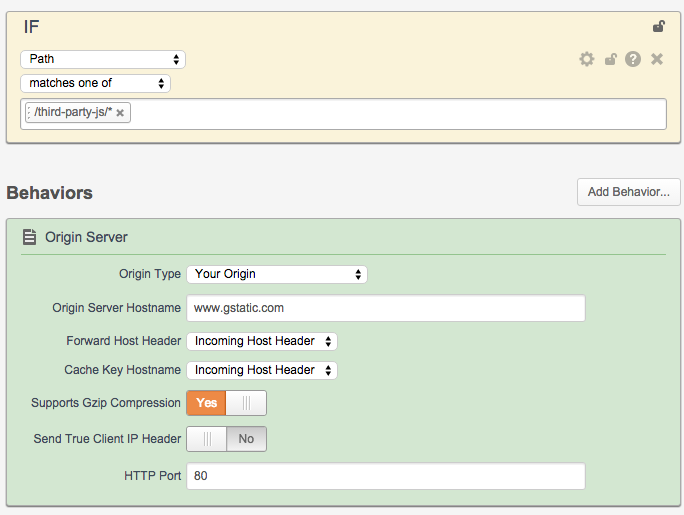 IF
Path
matches one of
/third-party-js/*
Behaviors
Add Behavior...
Origin Server
Origin Type Your Origin
Origin Server Hostname www.gstatic.com
Forward Host Header Incoming Host Header
Cache Key Hostname Incoming Host Header
Supports Gzip Compression Yes
Send True Client IP Header No
HTTP Port 80